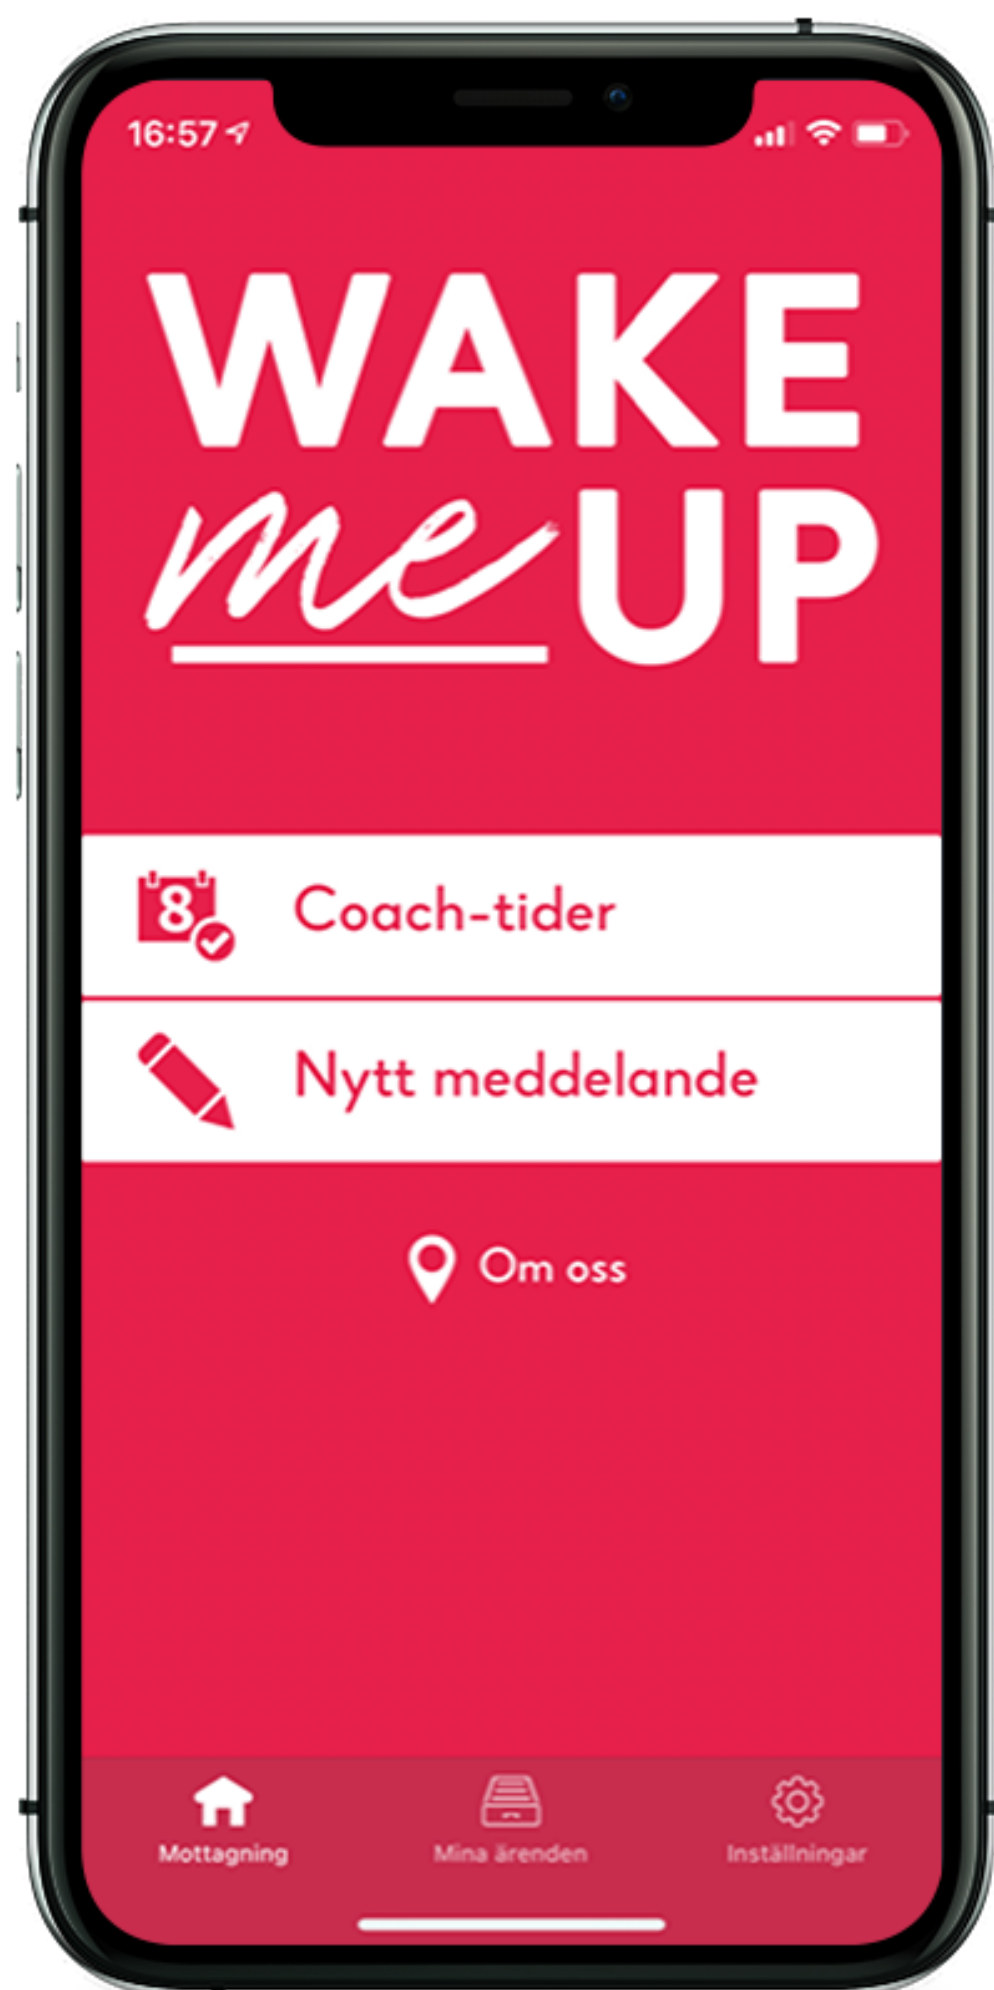 16:57
WAKE
me UP
8 Coach-tider
Nytt meddelande
Om oss
Mottagning Mina ärenden Inställningar